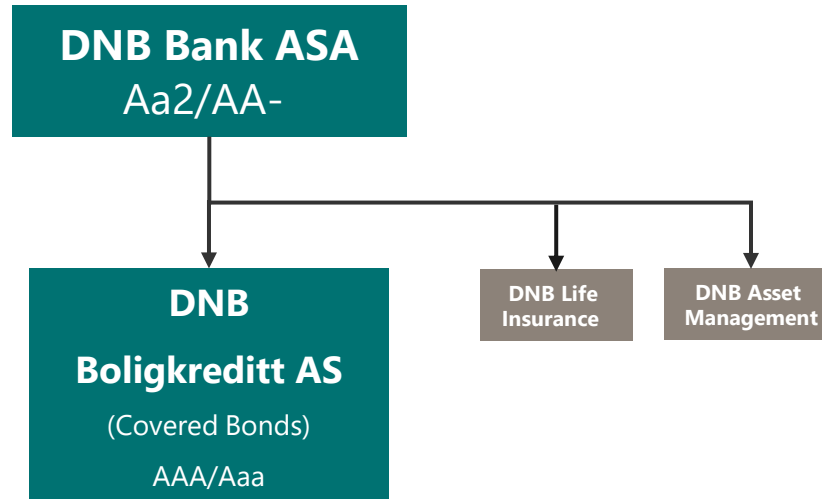 DNB Bank ASA
Aa2/AA-
DNB
Boligkreditt AS
(Covered Bonds)
AAA/Aaa
DNB Life
Insurance
DNB Asset
Management